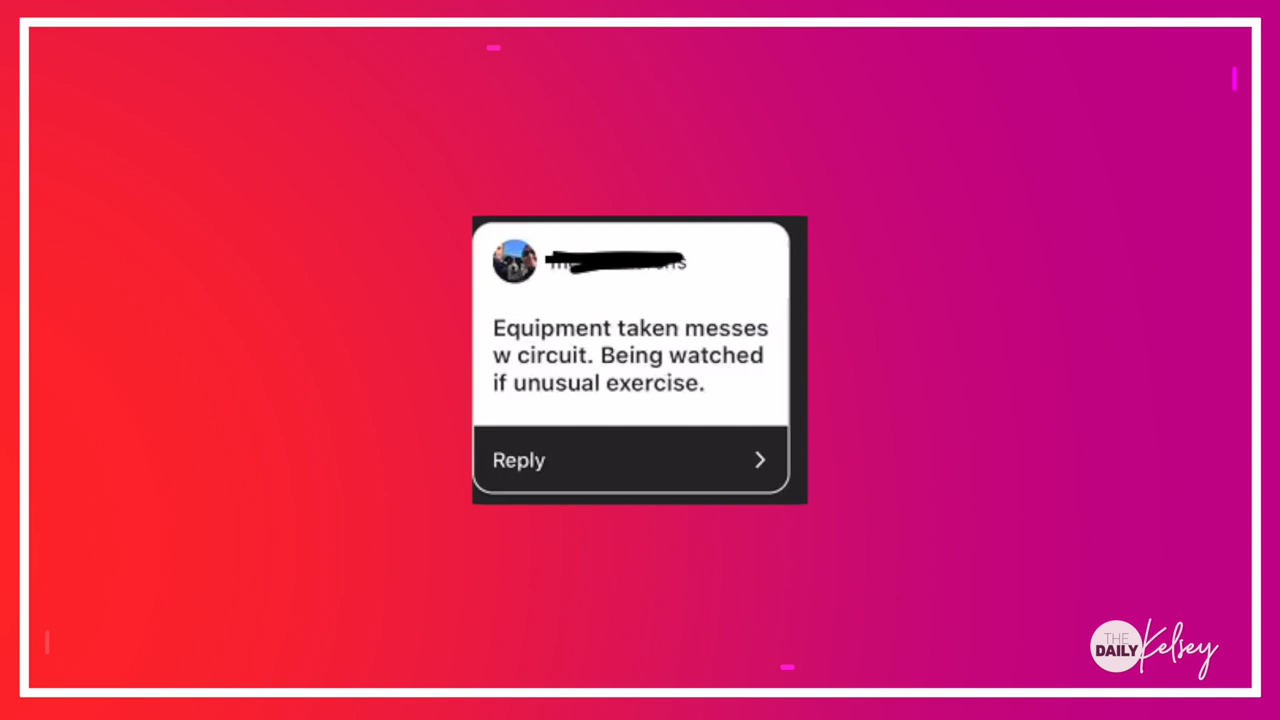 Equipment taken messes
w circuit. Being watched
if unusual exercise.
Reply
THE
DAILY Kelsey